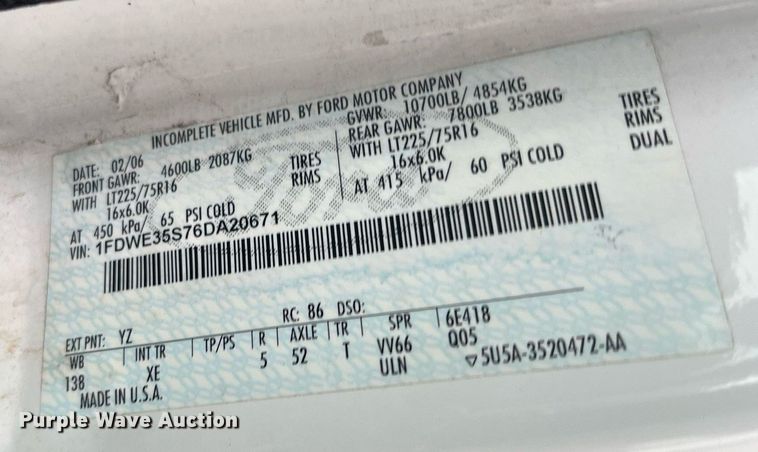 INCOMPLETE VEHICLE MFD. BY FORD MOTOR COMPANY
DATE: 02/06 GVWR: 10700LB/ 4854KG
FRONT GAWR: 4600LB 2087KG REAR GAWR: 7800LB 3538KG
WITH LT225/75R16 TIRES WITH LT225/75R16 TIRES
16x6.0K RIMS 16x6.0K RIMS
AT 450 kPa/ 65 PSI COLD AT 415 kPa/ 60 PSI COLD DUAL
VIN: 1FDWE35S76DA20671
Ford
EXT PNT: YZ RC: 86 DSO:
WB INT TR TP/PS R AXLE TR SPR 6E418
138 XE 5 52 T VV66 Q05
ULN ▽5U5A-3520472-AA
MADE IN U.S.A.
Purple Wave Auction